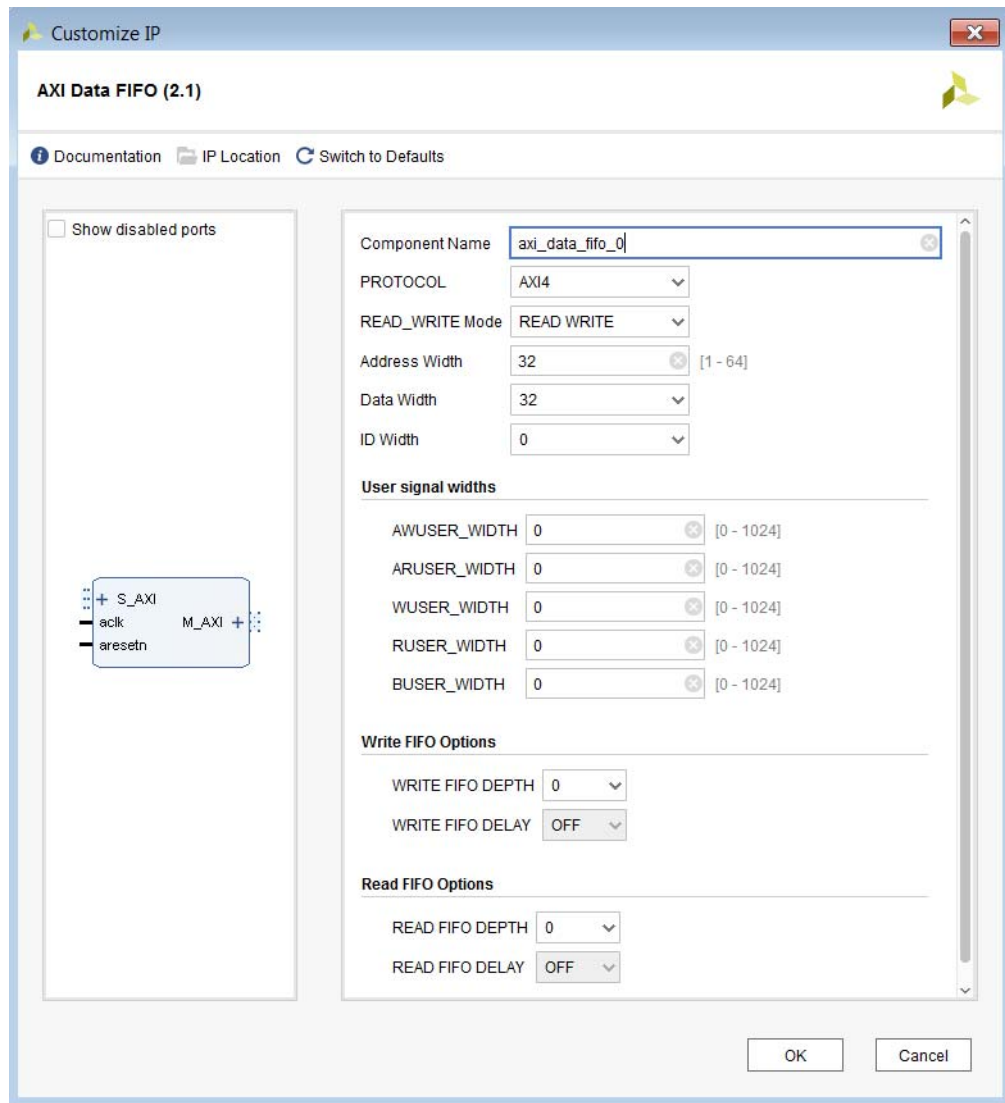 Customize IP
AXI Data FIFO (2.1)
Documentation IP Location Switch to Defaults
Show disabled ports
S_AXI
aclk M_AXI
aresetn
Component Name axi_data_fifo_0
PROTOCOL AXI4
READ_WRITE Mode READ WRITE
Address Width 32 [1 - 64]
Data Width 32
ID Width 0
User signal widths
AWUSER_WIDTH 0 [0 - 1024]
ARUSER_WIDTH 0 [0 - 1024]
WUSER_WIDTH 0 [0 - 1024]
RUSER_WIDTH 0 [0 - 1024]
BUSER_WIDTH 0 [0 - 1024]
Write FIFO Options
WRITE FIFO DEPTH 0
WRITE FIFO DELAY OFF
Read FIFO Options
READ FIFO DEPTH 0
READ FIFO DELAY OFF
OK Cancel